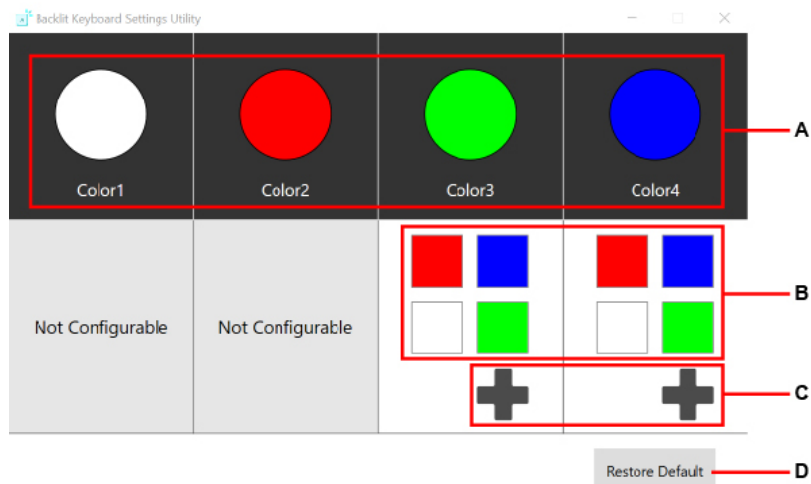 Backlit Keyboard Settings Utility
Color1 Color2 Color3 Color4 A
Not Configurable Not Configurable B
C
Restore Default D